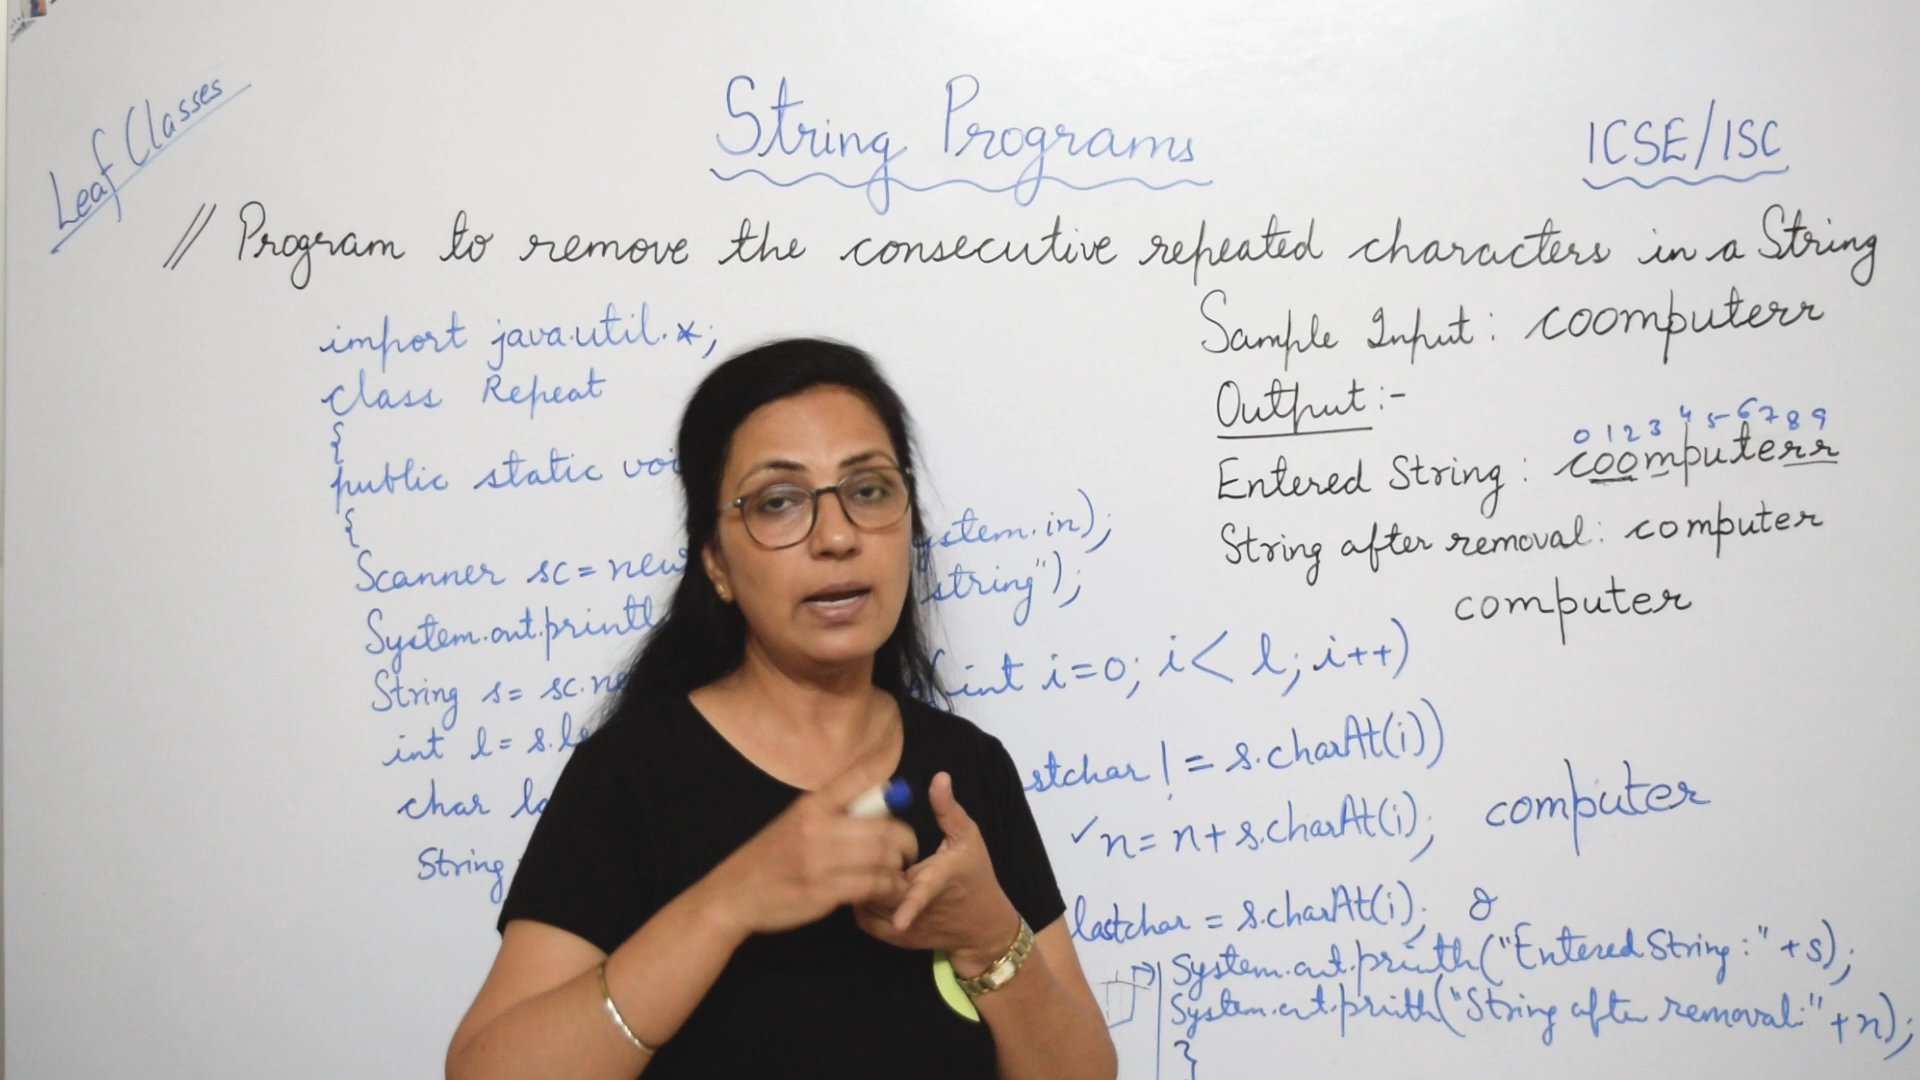 Leaf Classes
String Programs
ICSE/ISC
// Program to remove the consecutive repeated characters in a String
import java.util.*;
class Repeat
{
public static voi
{
Scanner sc=new
ystem.in);
System.out.printl
string");
String s= sc.ne
int l= s.le
char la
String
(int i=0; i< l; i++)
stchar != s.charAt(i))
✓n= n+s.charAt(i);
computer
lastchar = s.charAt(i);
System.out.println("Entered String:"+s);
System.out.println("String after removal:"+n);
}
Sample Input: coomputerr
Output:-
0 1 2 3 4 5 6 7 8 9
Entered String: coomputerr
String after removal: computer
computer